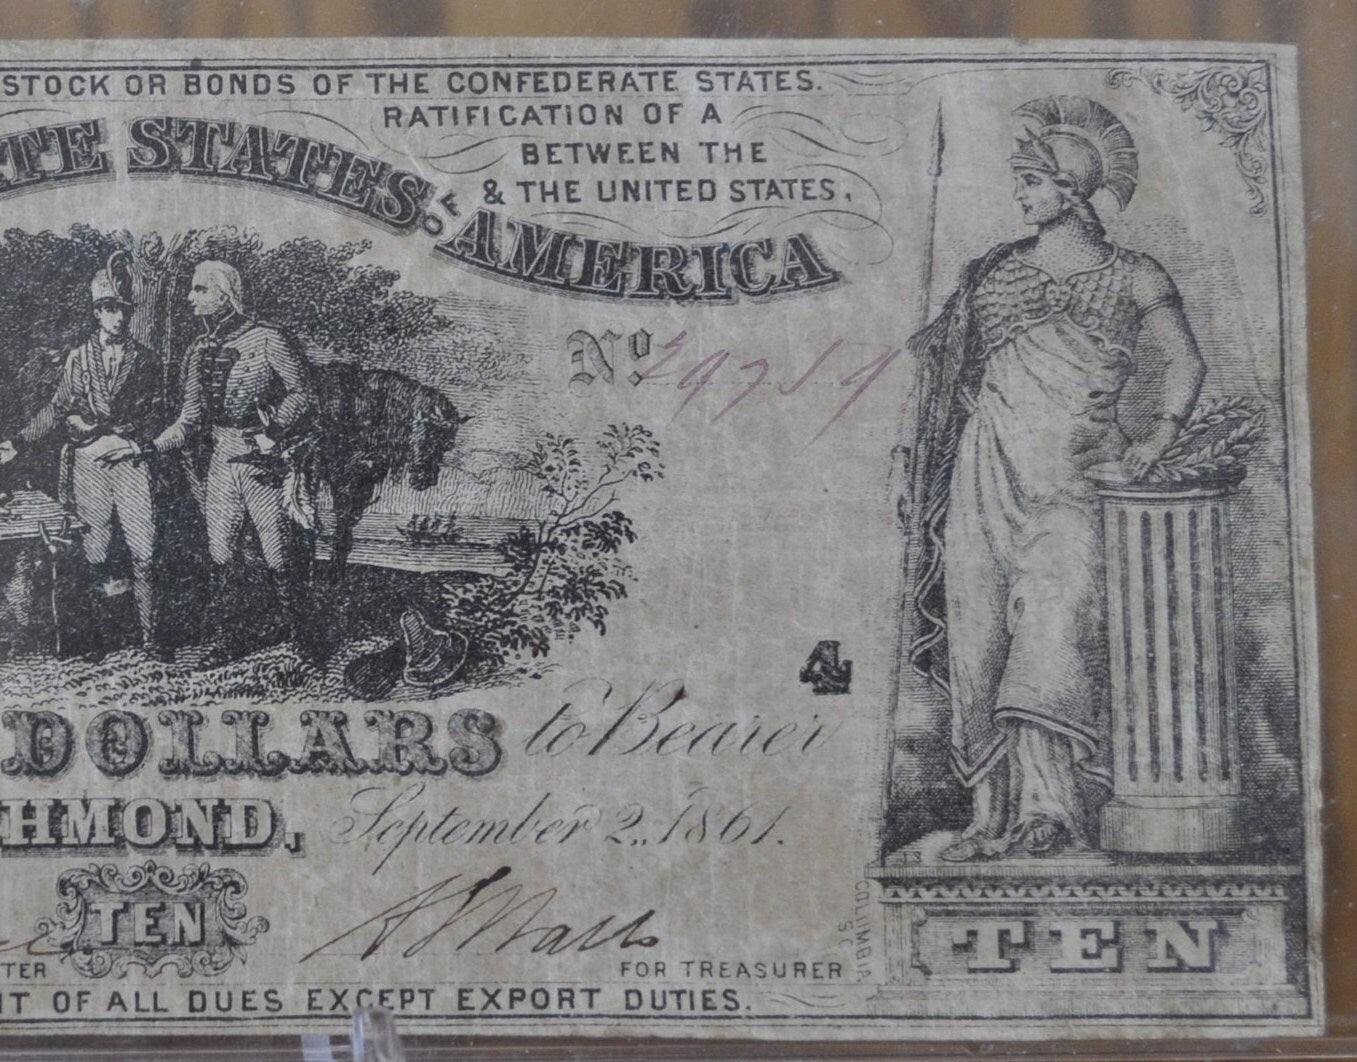 STOCK OR BONDS OF THE CONFEDERATE STATES.
RATIFICATION OF A
BETWEEN THE
& THE UNITED STATES,
TE STATES OF AMERICA
No.
4
DOLLARS to Bearer
HMOND, September 2, 1861.
TEN
FOR TREASURER
TER
T OF ALL DUES EXCEPT EXPORT DUTIES.
COLUMBIA S.C.
TEN